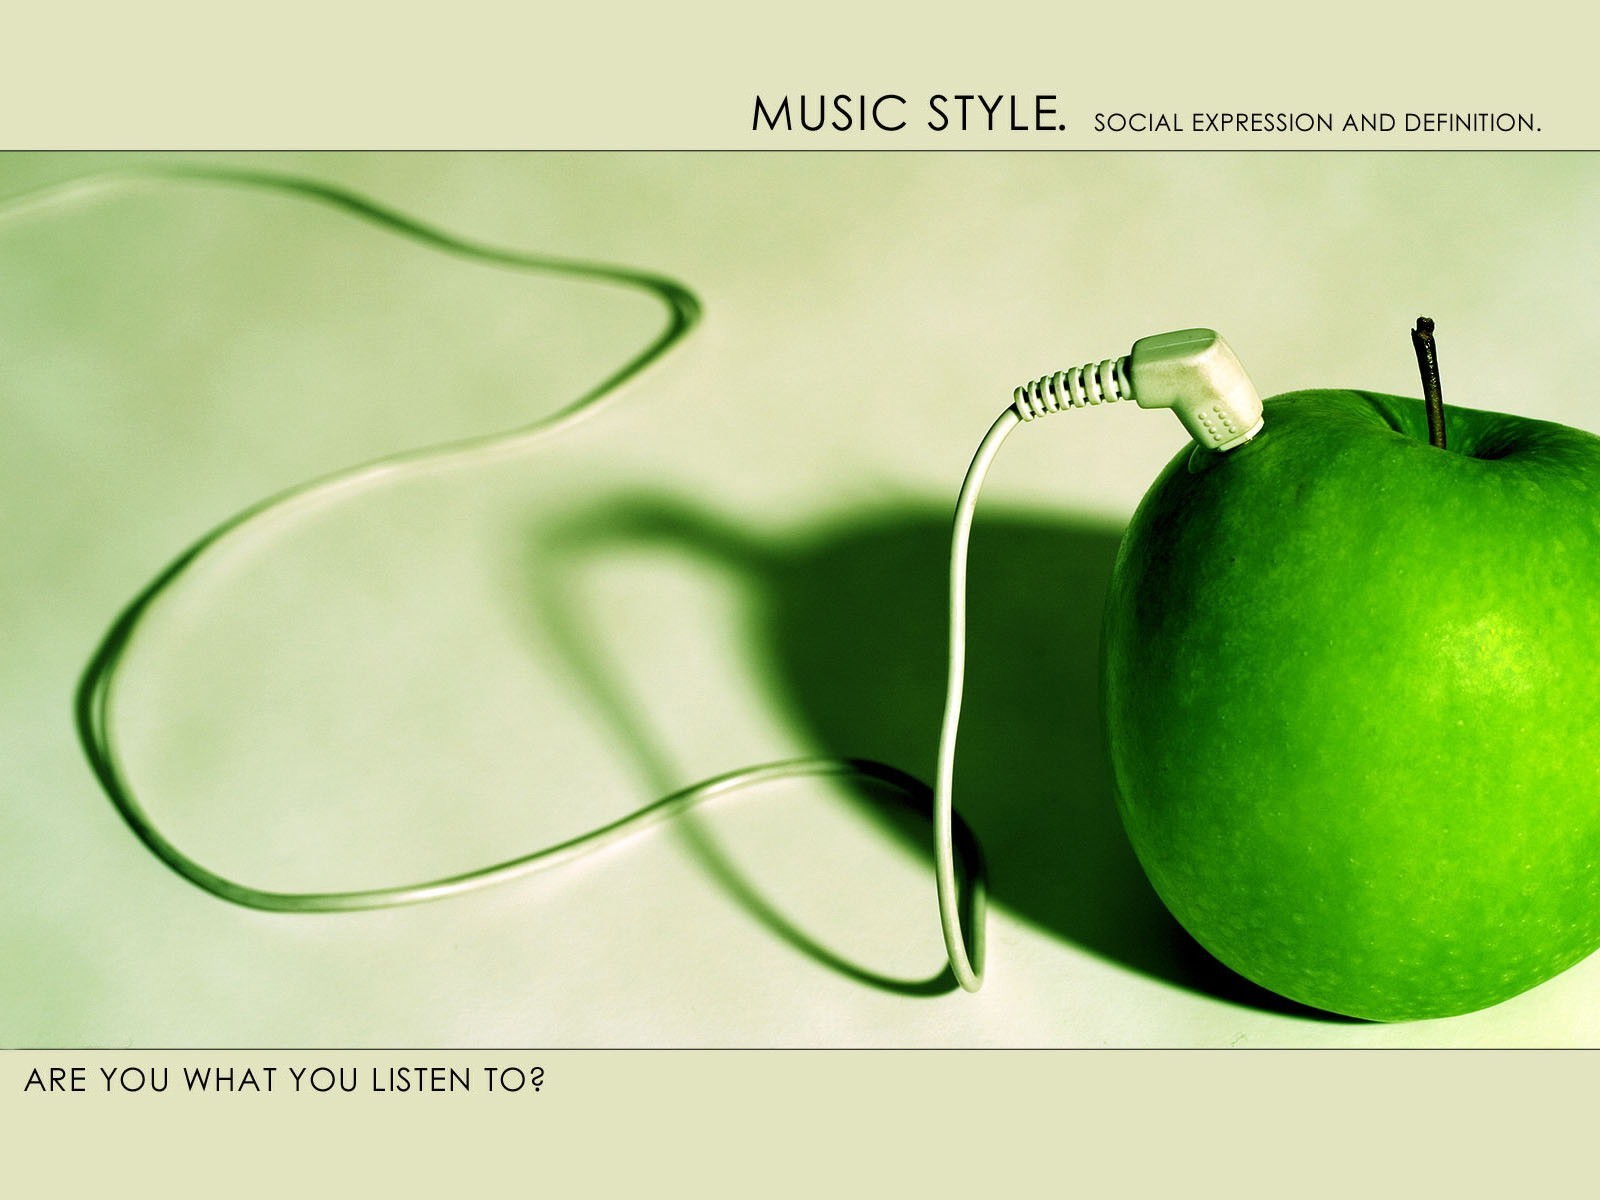 MUSIC STYLE. SOCIAL EXPRESSION AND DEFINITION.
ARE YOU WHAT YOU LISTEN TO?